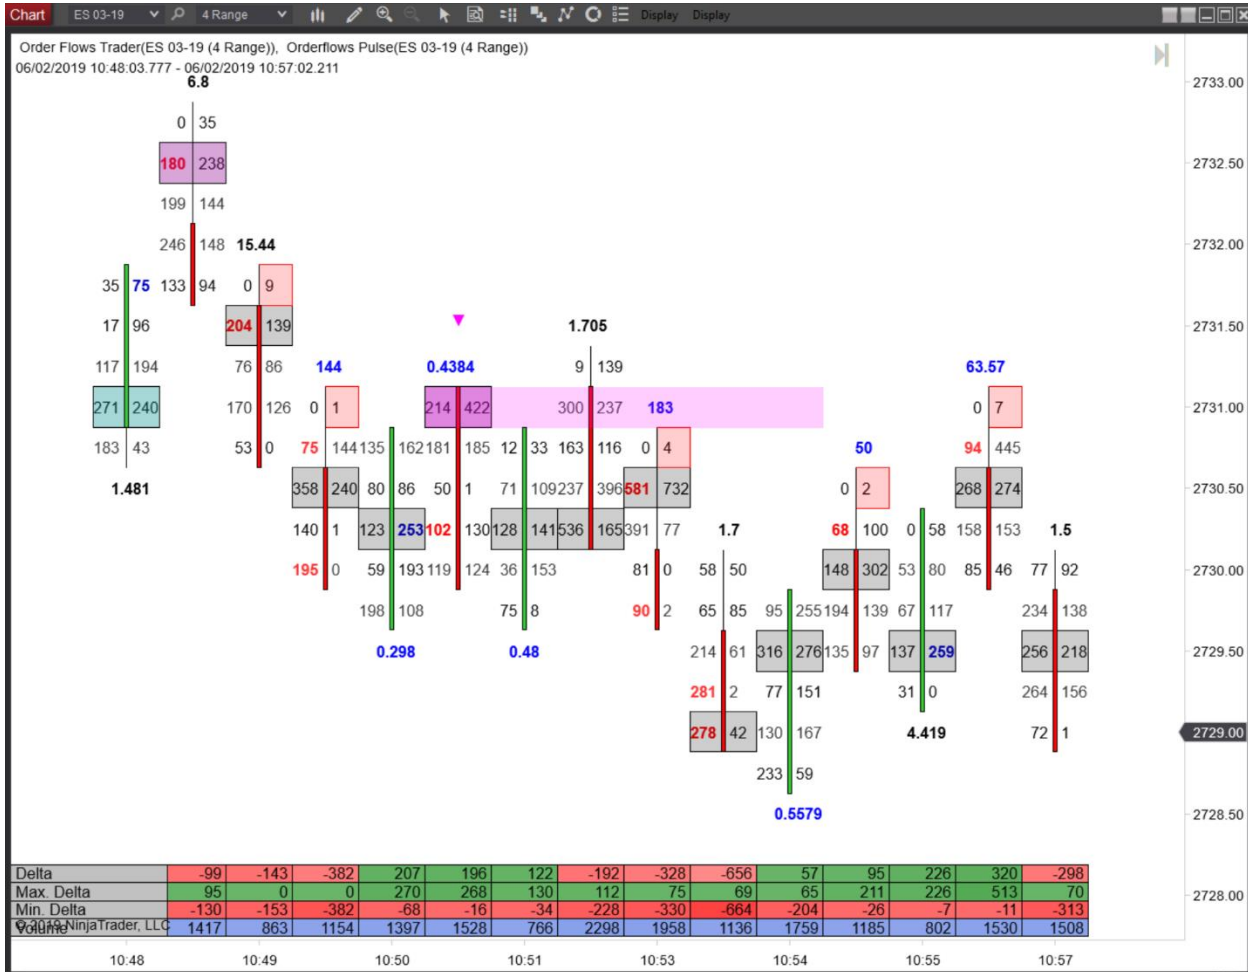 Chart ES 03-19 4 Range Display Display
Order Flows Trader(ES 03-19 (4 Range)), Orderflows Pulse(ES 03-19 (4 Range))
06/02/2019 10:48:03.777 - 06/02/2019 10:57:02.211
6.8 2733.00
0 35
180 238 2732.50
199 144
246 148 15.44 2732.00
35 75 133 94 0 9
17 96 204 139 1.705 2731.50
117 194 76 86 144 0.4384 9 139 63.57
271 240 170 126 0 1 214 422 300 237 183 0 7 2731.00
183 43 53 0 75 144 135 162 181 185 12 33 163 116 0 4 50 94 445
1.481 358 240 80 86 50 1 71 109 237 396 581 732 0 2 268 274 2730.50
140 1 123 253 102 130 128 141 536 165 391 77 1.7 68 100 0 58 158 153 1.5
195 0 59 193 119 124 36 153 81 0 58 50 148 302 53 80 85 46 77 92 2730.00
198 108 75 8 90 2 65 85 95 255 194 139 67 117 234 138
0.298 0.48 214 61 316 276 135 97 137 259 256 218 2729.50
281 2 77 151 31 0 264 156
278 42 130 167 4.419 72 1 2729.00
233 59
0.5579 2728.50
Delta -99 -143 -382 207 196 122 -192 -328 -656 57 95 226 320 -298
Max. Delta 95 0 0 270 268 130 112 75 69 65 211 226 513 70 2728.00
Min. Delta -130 -153 -382 -68 -16 -34 -228 -330 -664 -204 -26 -7 -11 -313
© 2019 NinjaTrader, LLC
Volume 1417 863 1154 1397 1528 766 2298 1958 1136 1759 1185 802 1530 1508
10:48 10:49 10:50 10:51 10:53 10:54 10:55 10:57